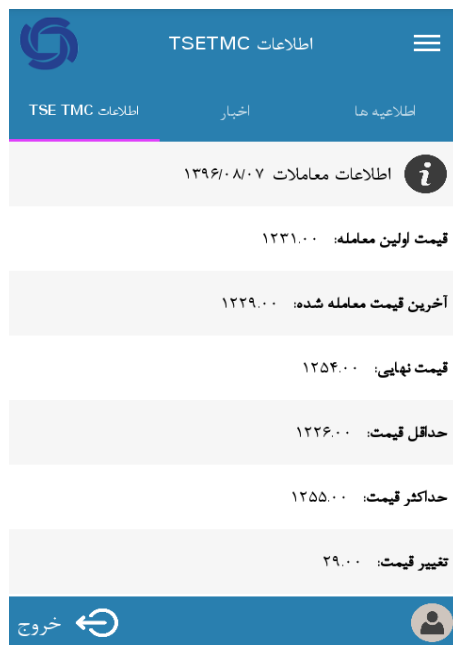 اطلاعات TSETMC
اطلاعیه ها
اخبار
اطلاعات TSE TMC
اطلاعات معاملات ۱۳۹۶/۰۸/۰۷
قیمت اولین معامله: ۱۲۳۱.۰۰
آخرین قیمت معامله شده: ۱۲۲۹.۰۰
قیمت نهایی: ۱۲۵۴.۰۰
حداقل قیمت: ۱۲۲۶.۰۰
حداکثر قیمت: ۱۲۵۵.۰۰
تغییر قیمت: ۲۹.۰۰
خروج